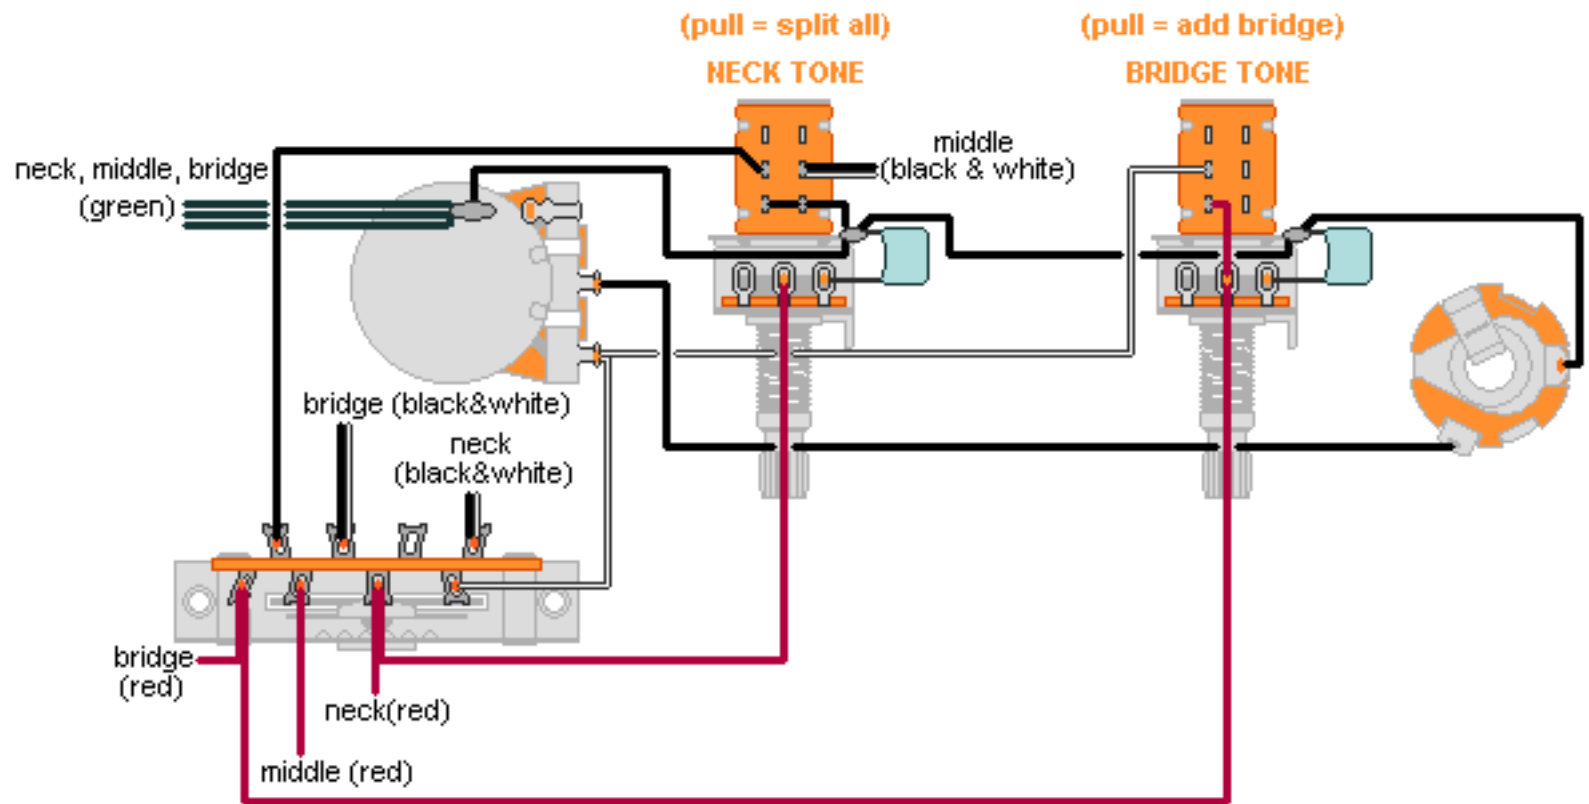 (pull = split all)
NECK TONE
(pull = add bridge)
BRIDGE TONE
neck, middle, bridge
(green)
middle
(black & white)
bridge (black&white)
neck
(black&white)
bridge
(red)
neck(red)
middle (red)